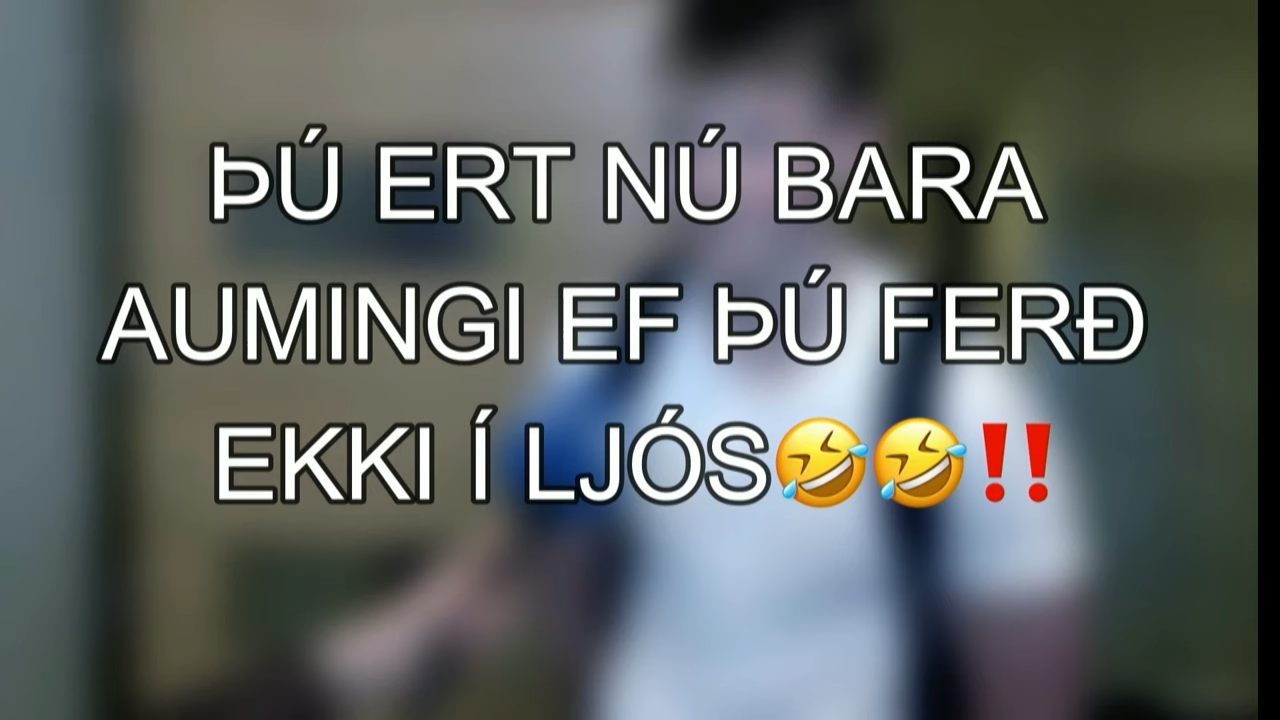 ÞÚ ERT NÚ BARA
AUMINGI EF ÞÚ FERÐ
EKKI Í LJÓS🤣🤣‼️